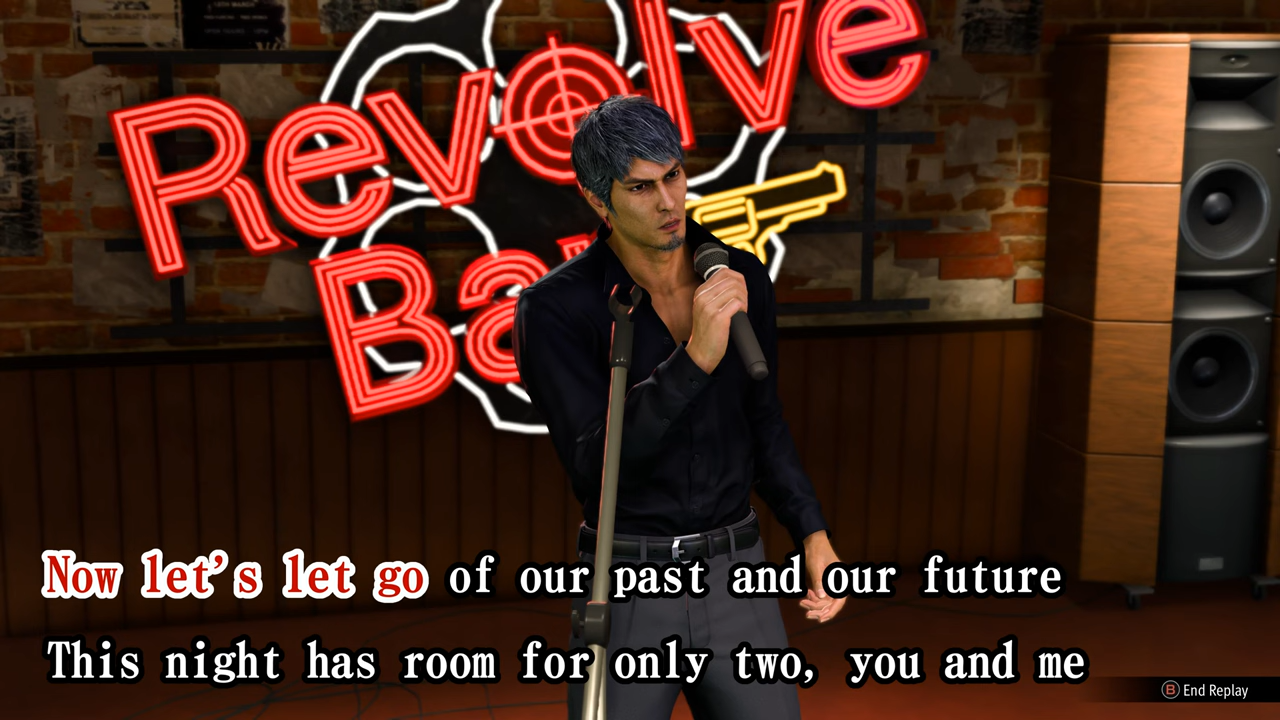 Revolve
Bar
Now let's let go of our past and our future
This night has room for only two, you and me
B End Replay